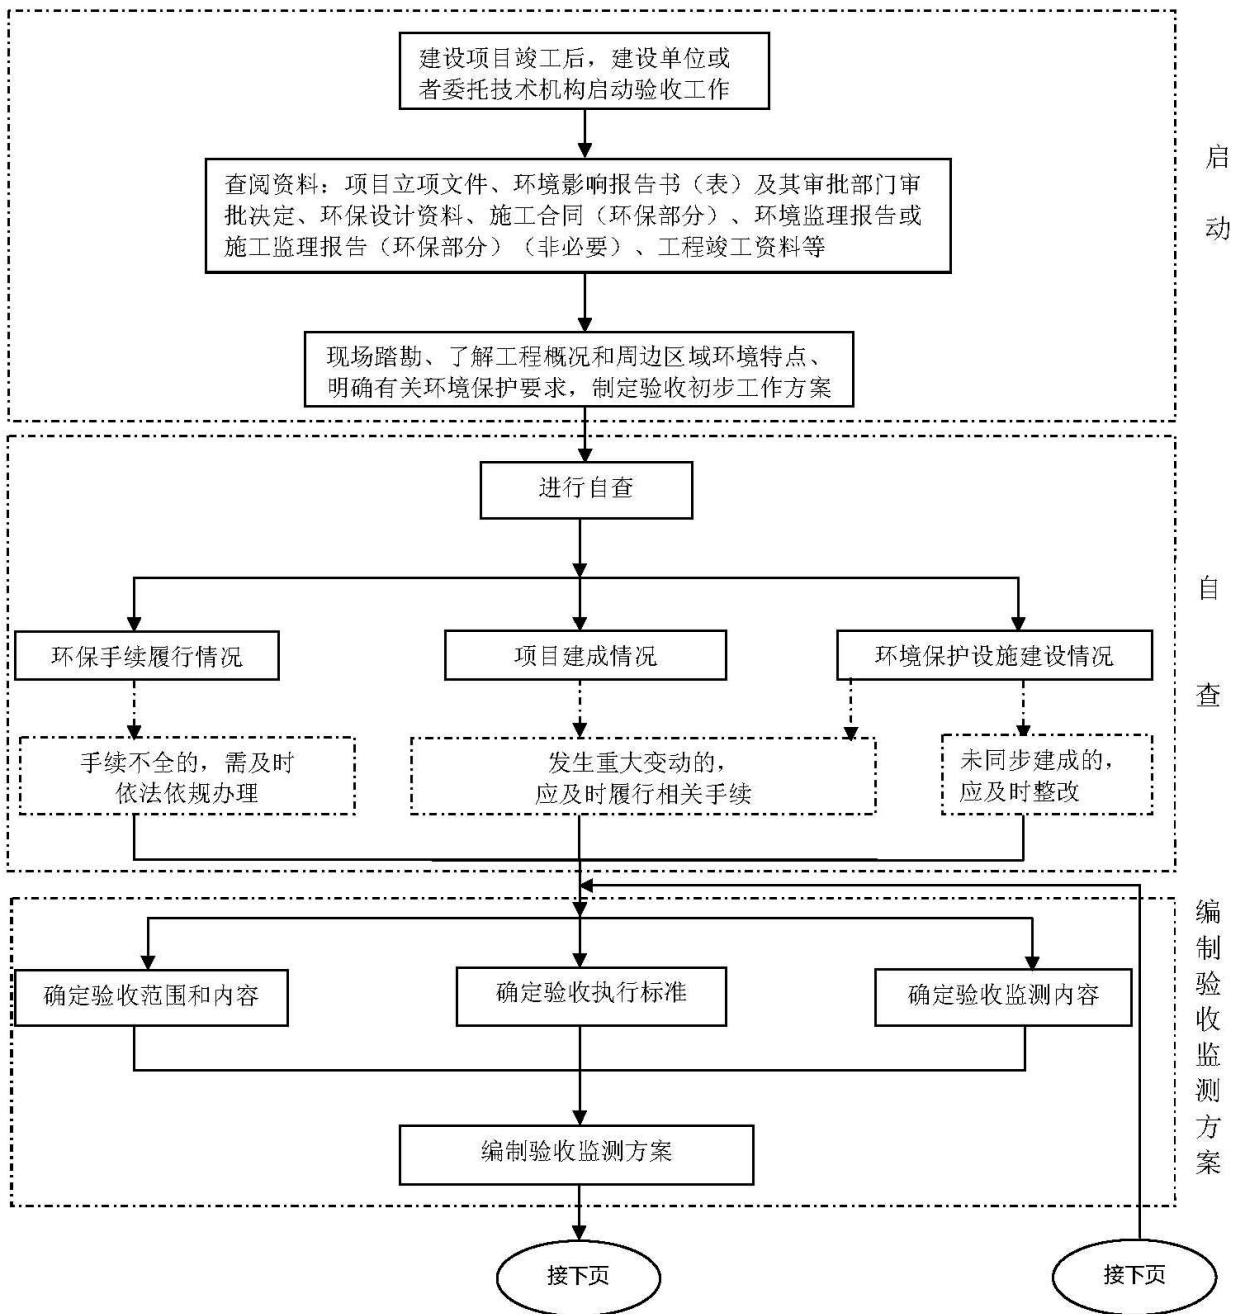 建设项目竣工后，建设单位或
者委托技术机构启动验收工作
查阅资料：项目立项文件、环境影响报告书（表）及其审批部门审
批决定、环保设计资料、施工合同（环保部分）、环境监理报告或
施工监理报告（环保部分）（非必要）、工程竣工资料等
现场踏勘、了解工程概况和周边区域环境特点、
明确有关环境保护要求，制定验收初步工作方案
启动
进行自查
环保手续履行情况
项目建成情况
环境保护设施建设情况
手续不全的，需及时
依法依规办理
发生重大变动的，
应及时履行相关手续
未同步建成的，
应及时整改
自查
确定验收范围和内容
确定验收执行标准
确定验收监测内容
编制验收监测方案
编制验收监测方案
接下页
接下页